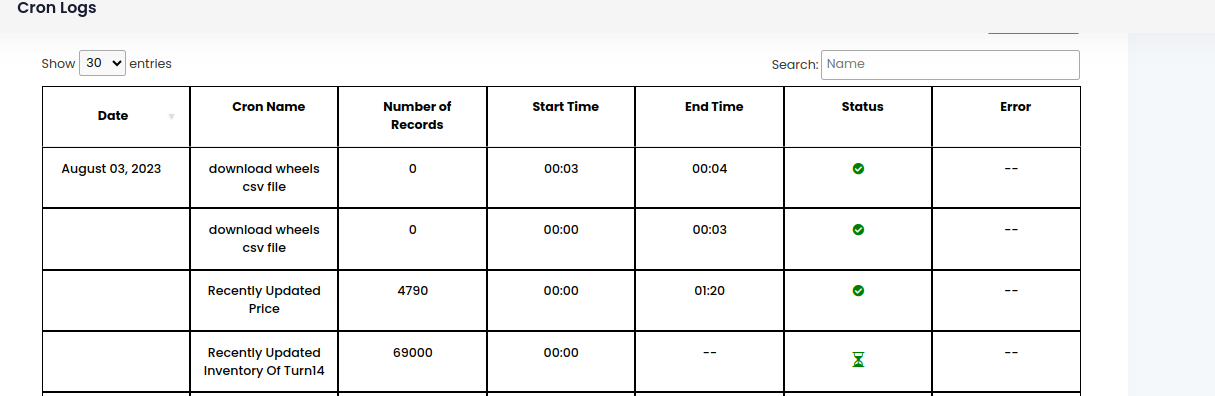 Cron Logs
Show 30 entries
Search: Name
Date
Cron Name
Number of
Records
Start Time
End Time
Status
Error
August 03, 2023
download wheels
csv file
0
00:03
00:04
--
download wheels
csv file
0
00:00
00:03
--
Recently Updated
Price
4790
00:00
01:20
--
Recently Updated
Inventory Of Turn14
69000
00:00
--
--